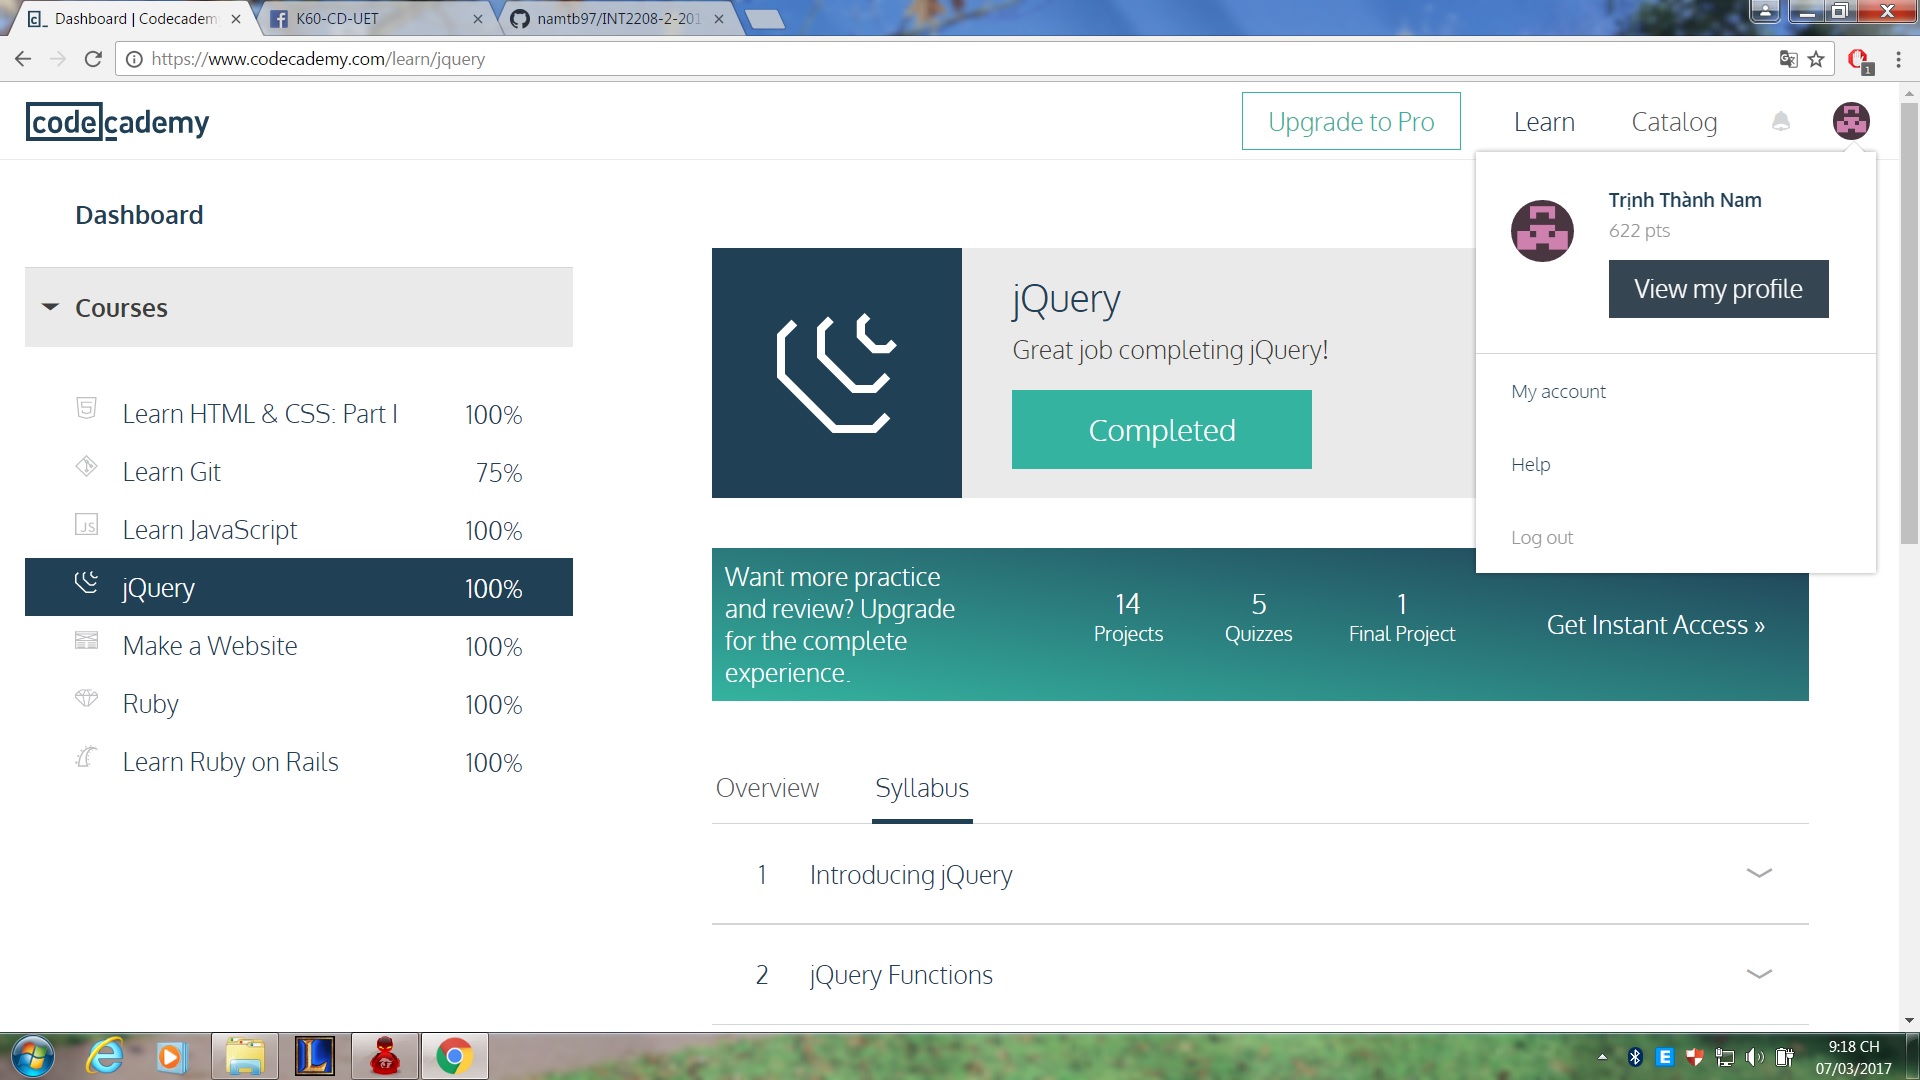 Dashboard | Codecadem
K60-CD-UET
namtb97/INT2208-2-201
https://www.codecademy.com/learn/jquery
1
codecademy
Upgrade to Pro
Learn
Catalog
Trịnh Thành Nam
622 pts
View my profile
My account
Help
Log out
Dashboard
Courses
Learn HTML & CSS: Part I 100%
Learn Git 75%
JS Learn JavaScript 100%
jQuery 100%
Make a Website 100%
Ruby 100%
Learn Ruby on Rails 100%
jQuery
Great job completing jQuery!
Completed
Want more practice
and review? Upgrade
for the complete
experience.
14
Projects
5
Quizzes
1
Final Project
Get Instant Access »
Overview
Syllabus
1 Introducing jQuery
2 jQuery Functions
L
E
9:18 CH
07/03/2017